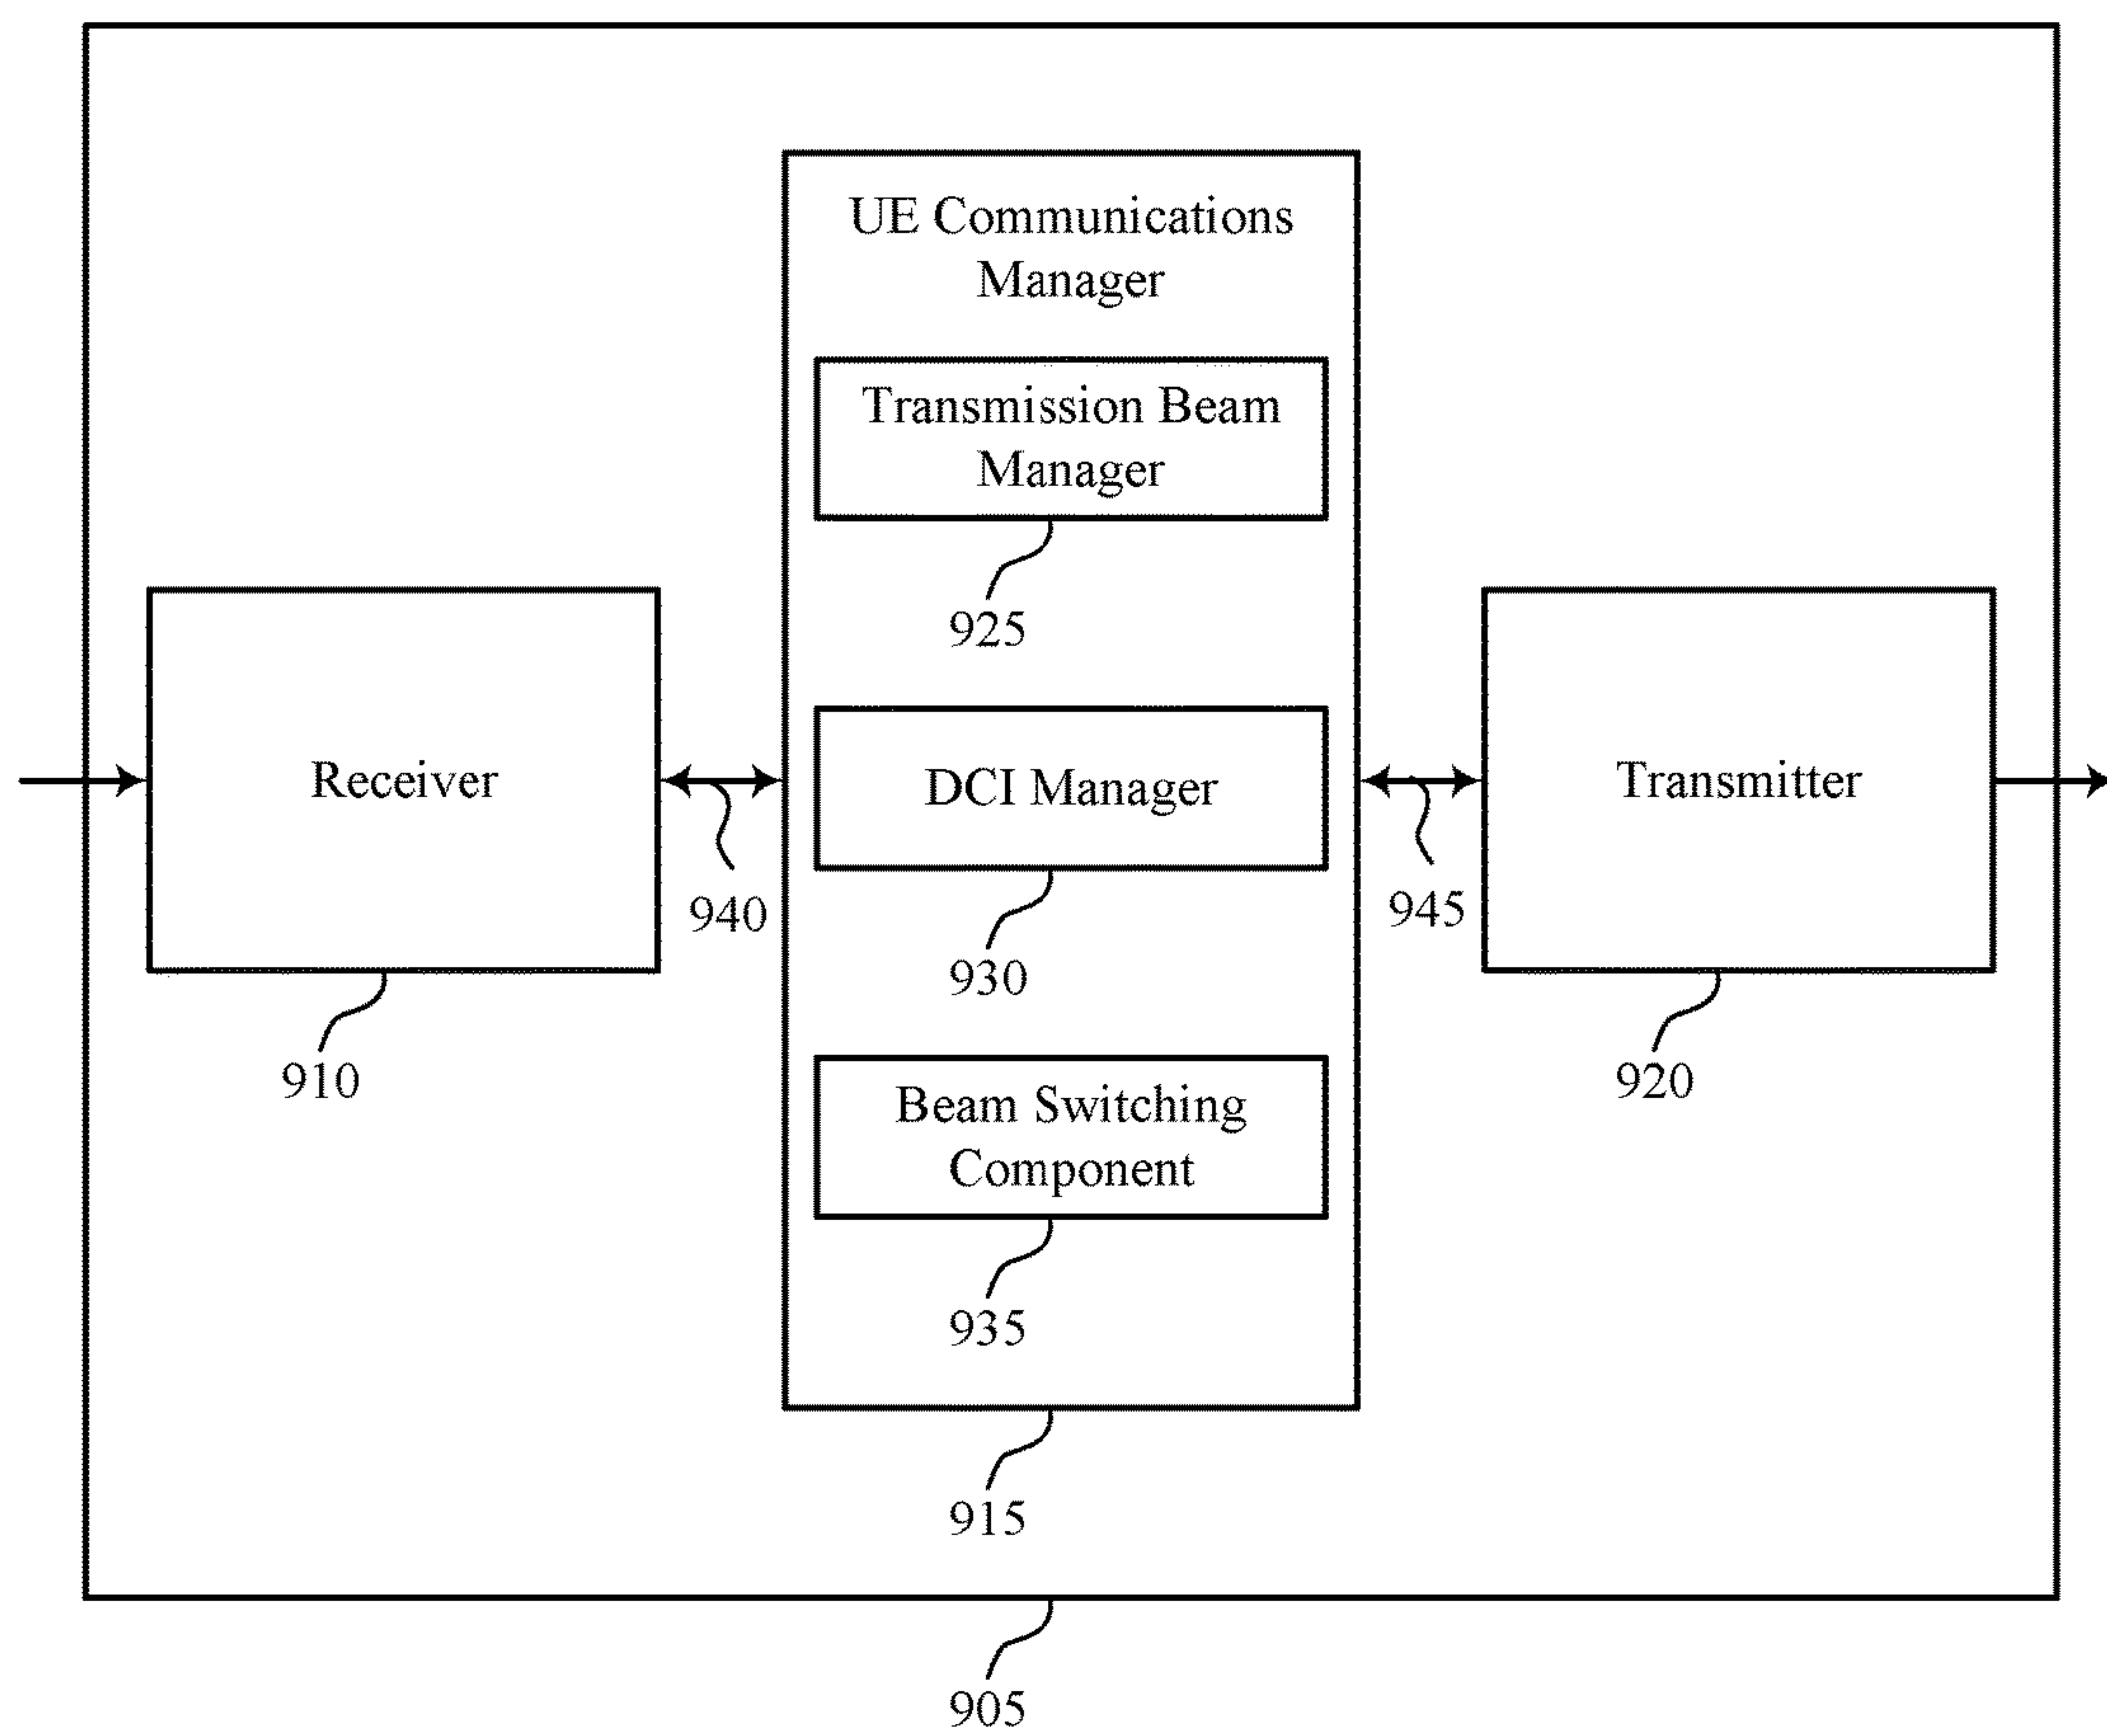 UE Communications
Manager
Transmission Beam
Manager
925
Receiver
DCI Manager
Transmitter
940
945
930
910
920
Beam Switching
Component
935
915
905